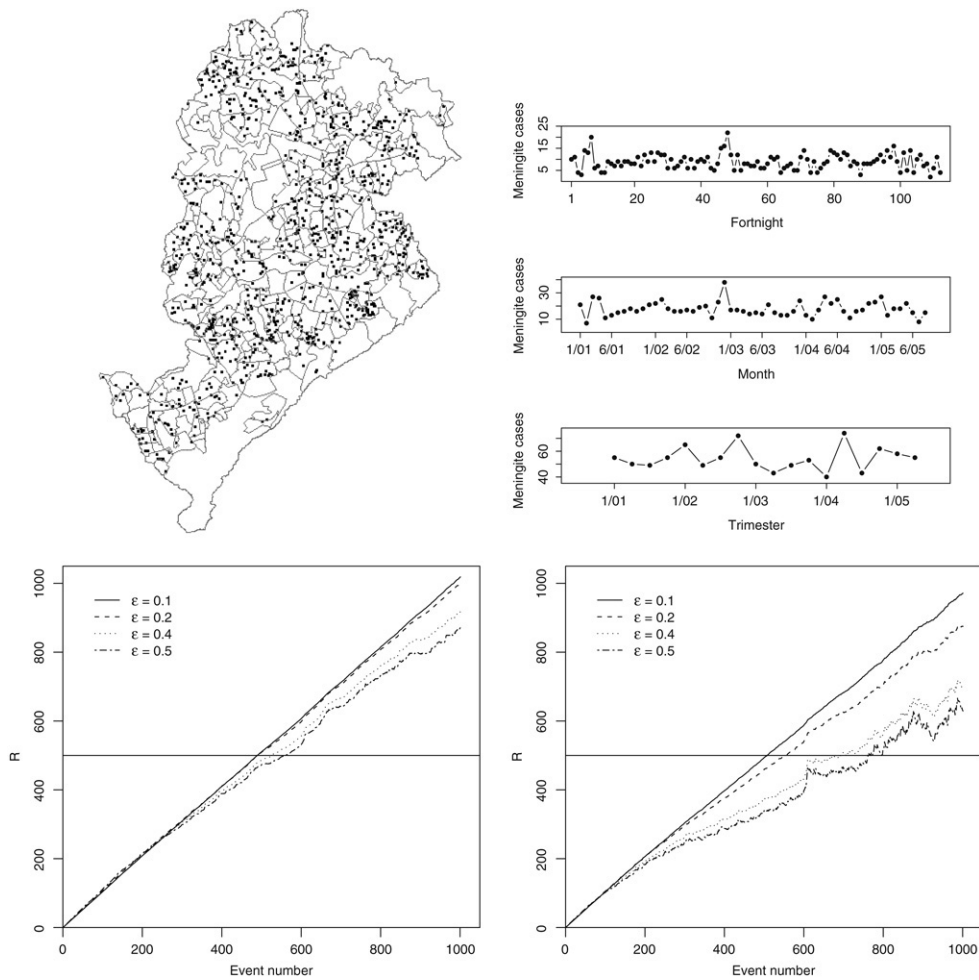 Meningite cases
25
15
5
1
20
40
60
80
100
Fortnight
Meningite cases
30
10
1/01
6/01
1/02
6/02
1/03
6/03
1/04
6/04
1/05
6/05
Month
Meningite cases
60
40
1/01
1/02
1/03
1/04
1/05
Trimester
R
1000
800
600
400
200
0
ε = 0.1
ε = 0.2
ε = 0.4
ε = 0.5
0
200
400
600
800
1000
Event number
R
1000
800
600
400
200
0
ε = 0.1
ε = 0.2
ε = 0.4
ε = 0.5
0
200
400
600
800
1000
Event number